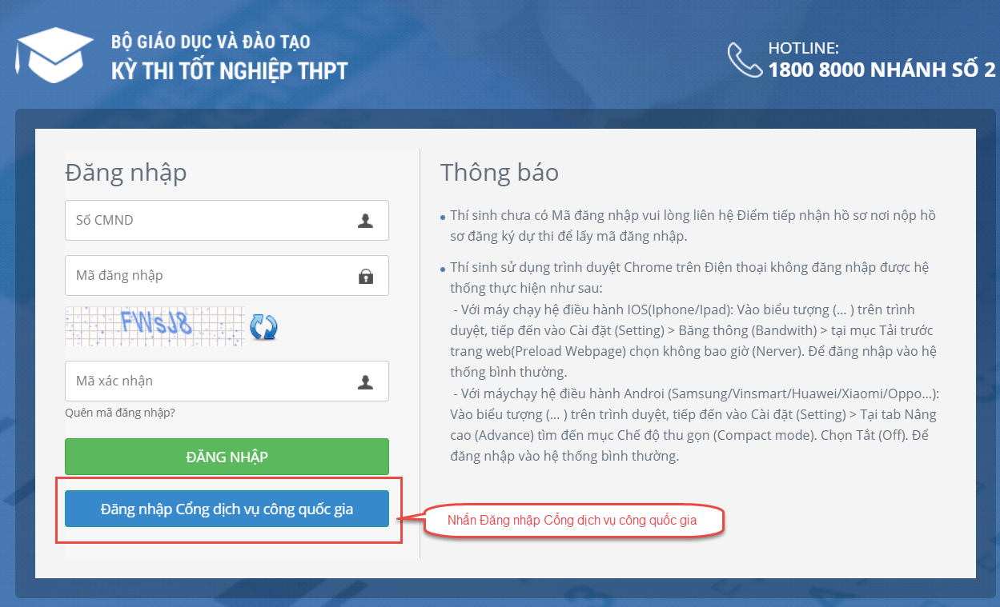 BỘ GIÁO DỤC VÀ ĐÀO TẠO
KỲ THI TỐT NGHIỆP THPT
HOTLINE:
1800 8000 NHÁNH SỐ 2
Đăng nhập
Số CMND
Mã đăng nhập
FWsJ8
Mã xác nhận
Quên mã đăng nhập?
ĐĂNG NHẬP
Đăng nhập Cổng dịch vụ công quốc gia
Thông báo
Thí sinh chưa có Mã đăng nhập vui lòng liên hệ Điểm tiếp nhận hồ sơ nơi nộp hồ
sơ đăng ký dự thi để lấy mã đăng nhập.
Thí sinh sử dụng trình duyệt Chrome trên Điện thoại không đăng nhập được hệ
thống thực hiện như sau:
- Với máy chạy hệ điều hành IOS(Iphone/Ipad): Vào biểu tượng (... ) trên trình
duyệt, tiếp đến vào Cài đặt (Setting) > Băng thông (Bandwith) > tại mục Tải trước
trang web(Preload Webpage) chọn không bao giờ (Nerver). Để đăng nhập vào hệ
thống bình thường.
- Với máychạy hệ điều hành Androi (Samsung/Vinsmart/Huawei/Xiaomi/Oppo...):
Vào biểu tượng (... ) trên trình duyệt, tiếp đến vào Cài đặt (Setting) > Tại tab Nâng
cao (Advance) tìm đến mục Chế độ thu gọn (Compact mode). Chọn Tắt (Off). Để
đăng nhập vào hệ thống bình thường.
Nhấn Đăng nhập Cổng dịch vụ công quốc gia